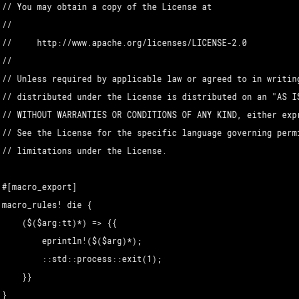 // You may obtain a copy of the License at
//
//     http://www.apache.org/licenses/LICENSE-2.0
//
// Unless required by applicable law or agreed to in writing
// distributed under the License is distributed on an "AS IS
// WITHOUT WARRANTIES OR CONDITIONS OF ANY KIND, either
// See the License for the specific language governing
// limitations under the License.

#[macro_export]
macro_rules! die {
    ($($arg:tt)*) => {{
        eprintln!($($arg)*);
        ::std::process::exit(1);
    }}
}